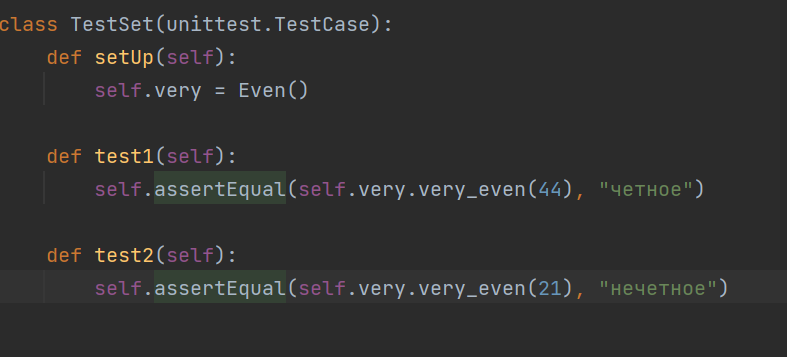 class TestSet(unittest.TestCase):
def setUp(self):
self.very = Even()
def test1(self):
self.assertEqual(self.very.very_even(44), "четное")
def test2(self):
self.assertEqual(self.very.very_even(21), "нечетное")